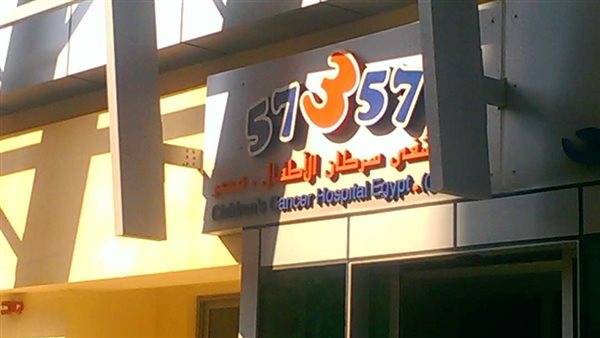 57357
سرطان الأطفال - مصر
Children's Cancer Hospital Egypt . (